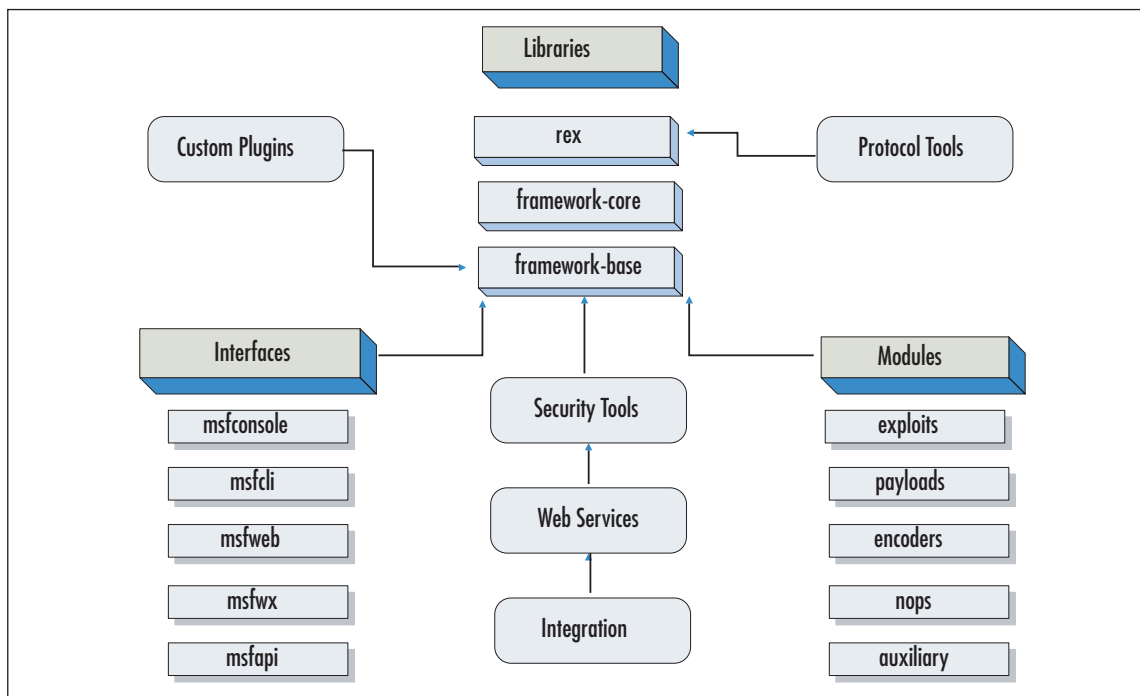 Libraries
Custom Plugins
rex
Protocol Tools
framework-core
framework-base
Interfaces
Modules
msfconsole
Security Tools
exploits
msfcli
payloads
msfweb
Web Services
encoders
msfwx
nops
Integration
msfapi
auxiliary